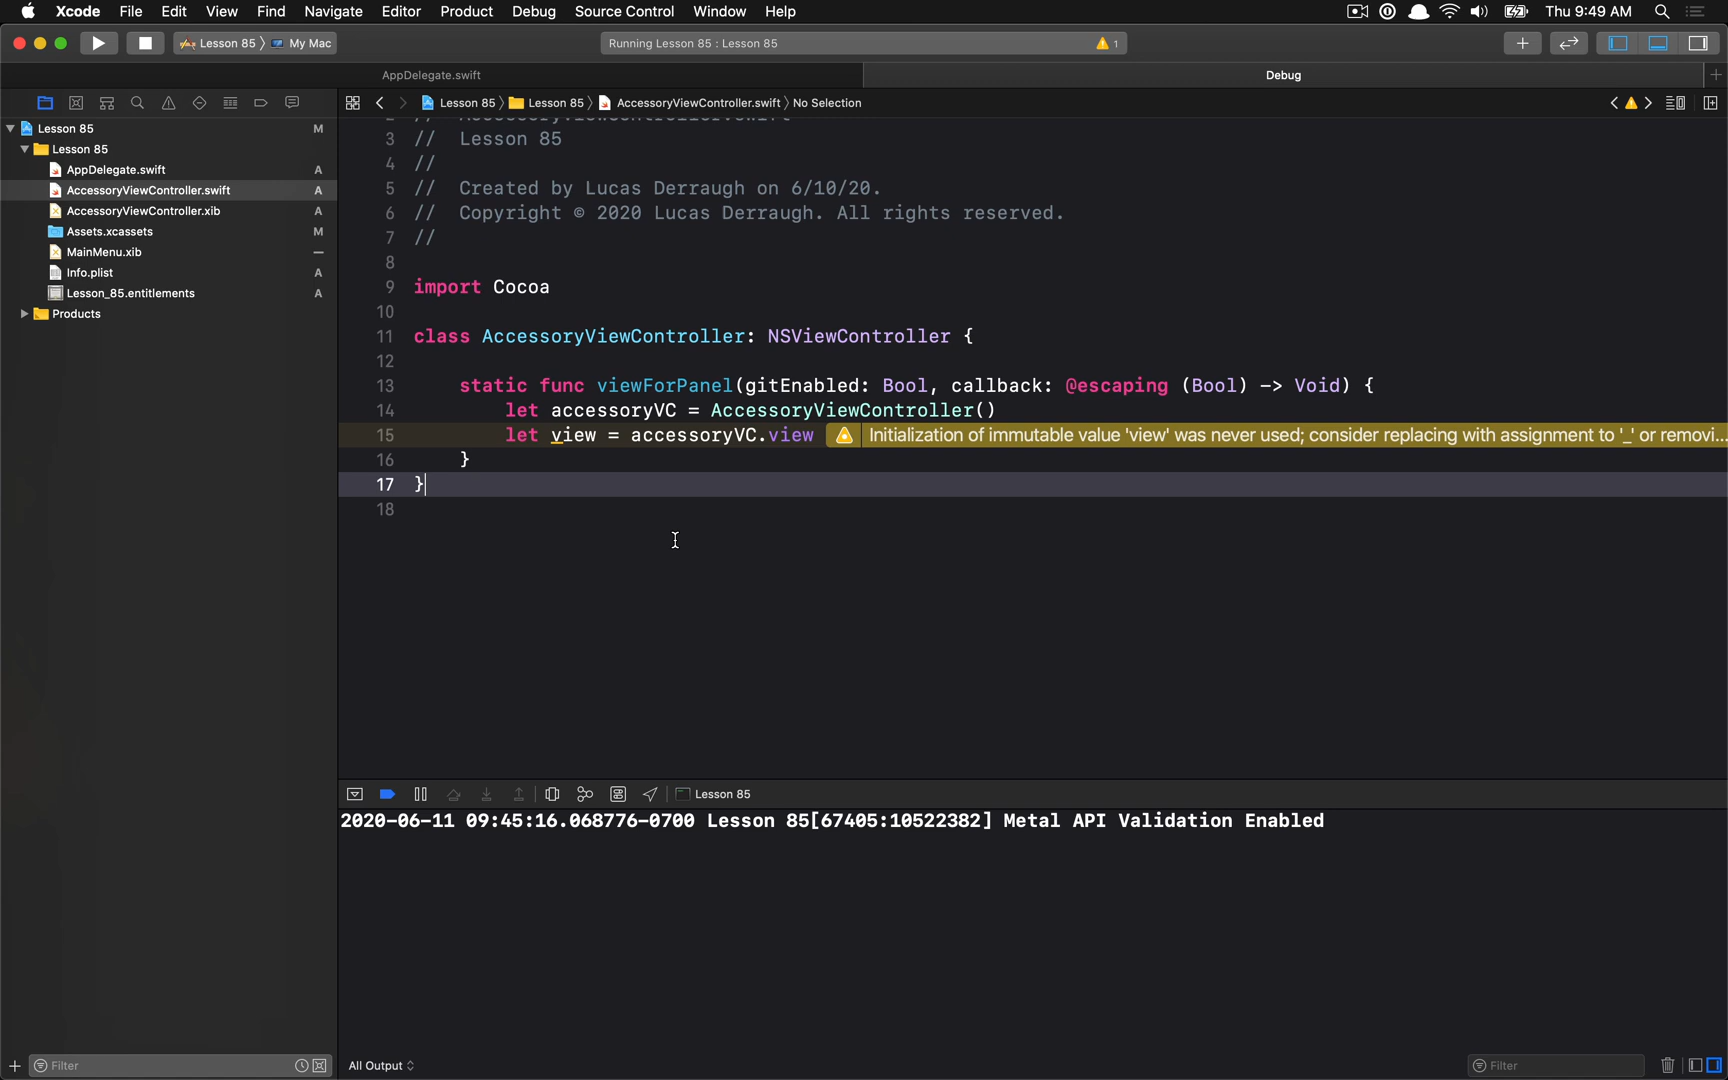 Xcode File Edit View Find Navigate Editor Product Debug Source Control Window Help Thu 9:49 AM
Lesson 85 〉 My Mac Running Lesson 85 : Lesson 85 1
AppDelegate.swift Debug
Lesson 85 〉 Lesson 85 〉 AccessoryViewController.swift 〉 No Selection
Lesson 85 M
Lesson 85
AppDelegate.swift A
AccessoryViewController.swift A
AccessoryViewController.xib A
Assets.xcassets M
MainMenu.xib —
Info.plist A
Lesson_85.entitlements A
Products
2 // AccessoryViewController.swift
3 // Lesson 85
4 //
5 // Created by Lucas Derraugh on 6/10/20.
6 // Copyright © 2020 Lucas Derraugh. All rights reserved.
7 //
8
9 import Cocoa
10
11 class AccessoryViewController: NSViewController {
12
13 static func viewForPanel(gitEnabled: Bool, callback: @escaping (Bool) -> Void) {
14 let accessoryVC = AccessoryViewController()
15 let view = accessoryVC.view Initialization of immutable value 'view' was never used; consider replacing with assignment to '_' or removi...
16 }
17 }
18
Lesson 85
2020-06-11 09:45:16.068776-0700 Lesson 85[67405:10522382] Metal API Validation Enabled
Filter All Output Filter